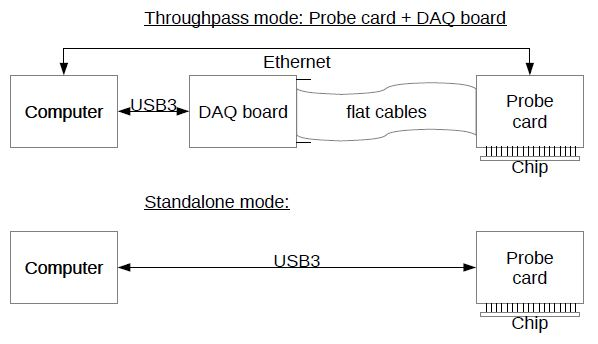 Throughpass mode: Probe card + DAQ board
Ethernet
Computer
USB3
DAQ board
flat cables
Probe
card
Chip
Standalone mode:
Computer
USB3
Probe
card
Chip